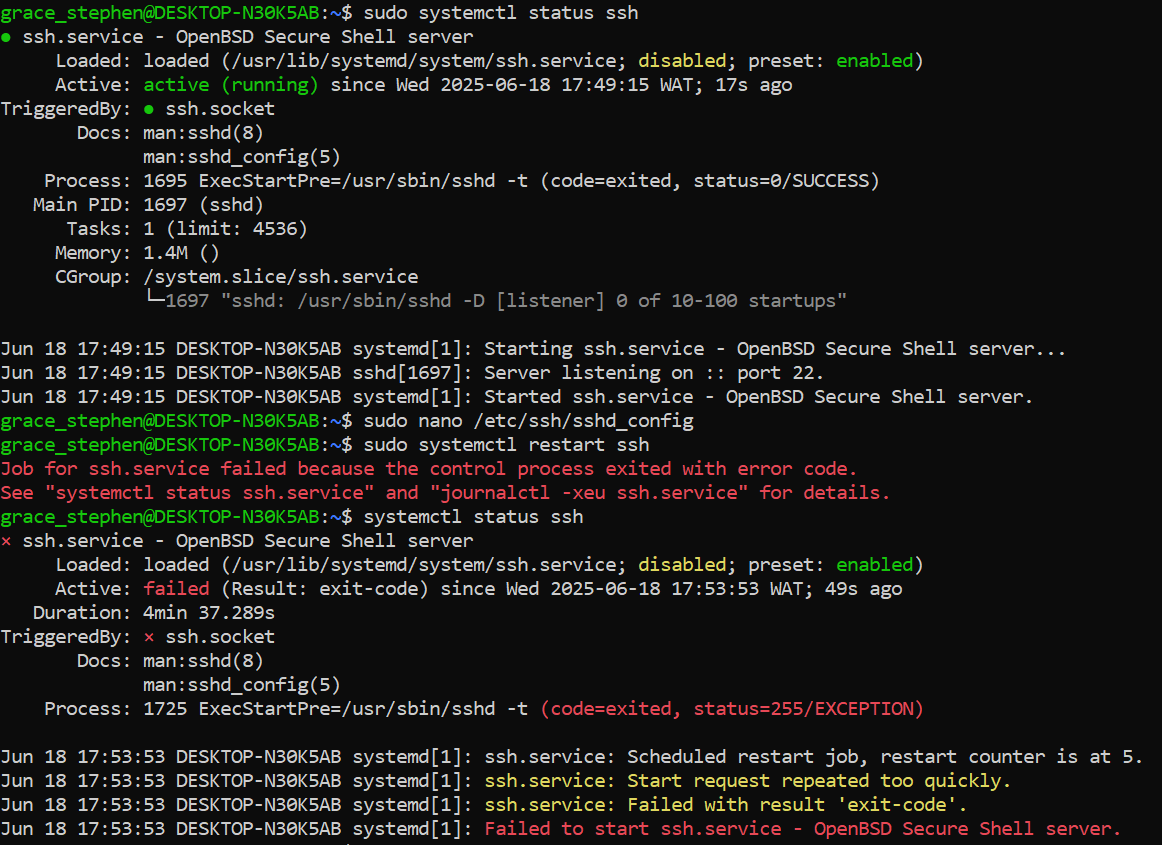 grace_stephen@DESKTOP-N30K5AB:~$ sudo systemctl status ssh
● ssh.service - OpenBSD Secure Shell server
     Loaded: loaded (/usr/lib/systemd/system/ssh.service; disabled; preset: enabled)
     Active: active (running) since Wed 2025-06-18 17:49:15 WAT; 17s ago
TriggeredBy: ● ssh.socket
       Docs: man:sshd(8)
             man:sshd_config(5)
    Process: 1695 ExecStartPre=/usr/sbin/sshd -t (code=exited, status=0/SUCCESS)
   Main PID: 1697 (sshd)
      Tasks: 1 (limit: 4536)
     Memory: 1.4M ()
     CGroup: /system.slice/ssh.service
             └─1697 "sshd: /usr/sbin/sshd -D [listener] 0 of 10-100 startups"

Jun 18 17:49:15 DESKTOP-N30K5AB systemd[1]: Starting ssh.service - OpenBSD Secure Shell server...
Jun 18 17:49:15 DESKTOP-N30K5AB sshd[1697]: Server listening on :: port 22.
Jun 18 17:49:15 DESKTOP-N30K5AB systemd[1]: Started ssh.service - OpenBSD Secure Shell server.
grace_stephen@DESKTOP-N30K5AB:~$ sudo nano /etc/ssh/sshd_config
grace_stephen@DESKTOP-N30K5AB:~$ sudo systemctl restart ssh
Job for ssh.service failed because the control process exited with error code.
See "systemctl status ssh.service" and "journalctl -xeu ssh.service" for details.
grace_stephen@DESKTOP-N30K5AB:~$ systemctl status ssh
× ssh.service - OpenBSD Secure Shell server
     Loaded: loaded (/usr/lib/systemd/system/ssh.service; disabled; preset: enabled)
     Active: failed (Result: exit-code) since Wed 2025-06-18 17:53:53 WAT; 49s ago
   Duration: 4min 37.289s
TriggeredBy: × ssh.socket
       Docs: man:sshd(8)
             man:sshd_config(5)
    Process: 1725 ExecStartPre=/usr/sbin/sshd -t (code=exited, status=255/EXCEPTION)

Jun 18 17:53:53 DESKTOP-N30K5AB systemd[1]: ssh.service: Scheduled restart job, restart counter is at 5.
Jun 18 17:53:53 DESKTOP-N30K5AB systemd[1]: ssh.service: Start request repeated too quickly.
Jun 18 17:53:53 DESKTOP-N30K5AB systemd[1]: ssh.service: Failed with result 'exit-code'.
Jun 18 17:53:53 DESKTOP-N30K5AB systemd[1]: Failed to start ssh.service - OpenBSD Secure Shell server.